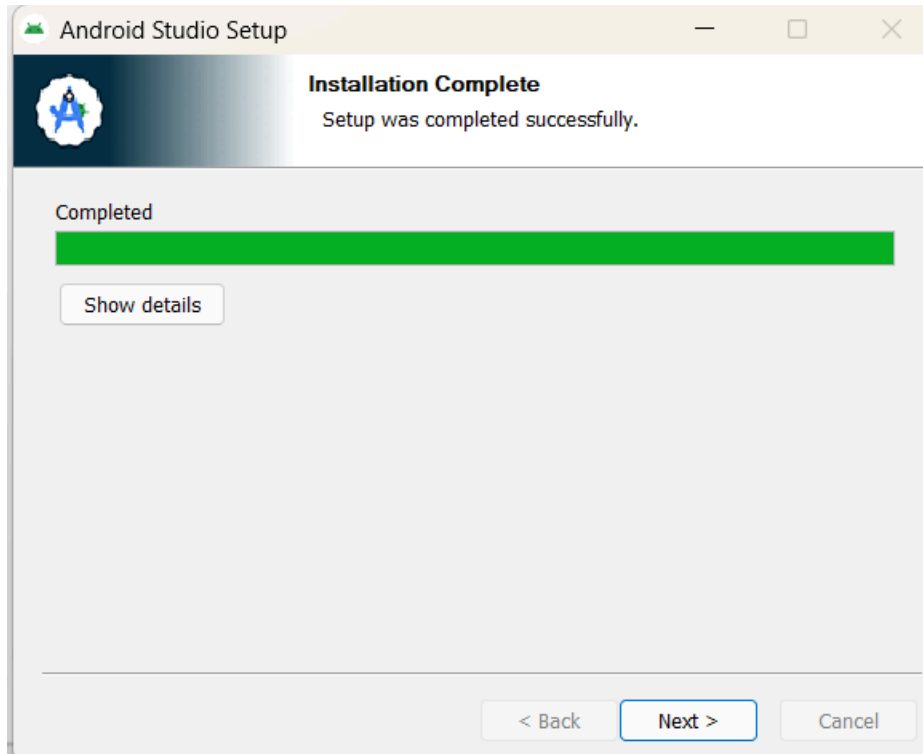 Android Studio Setup
Installation Complete
Setup was completed successfully.
Completed
Show details
< Back Next > Cancel